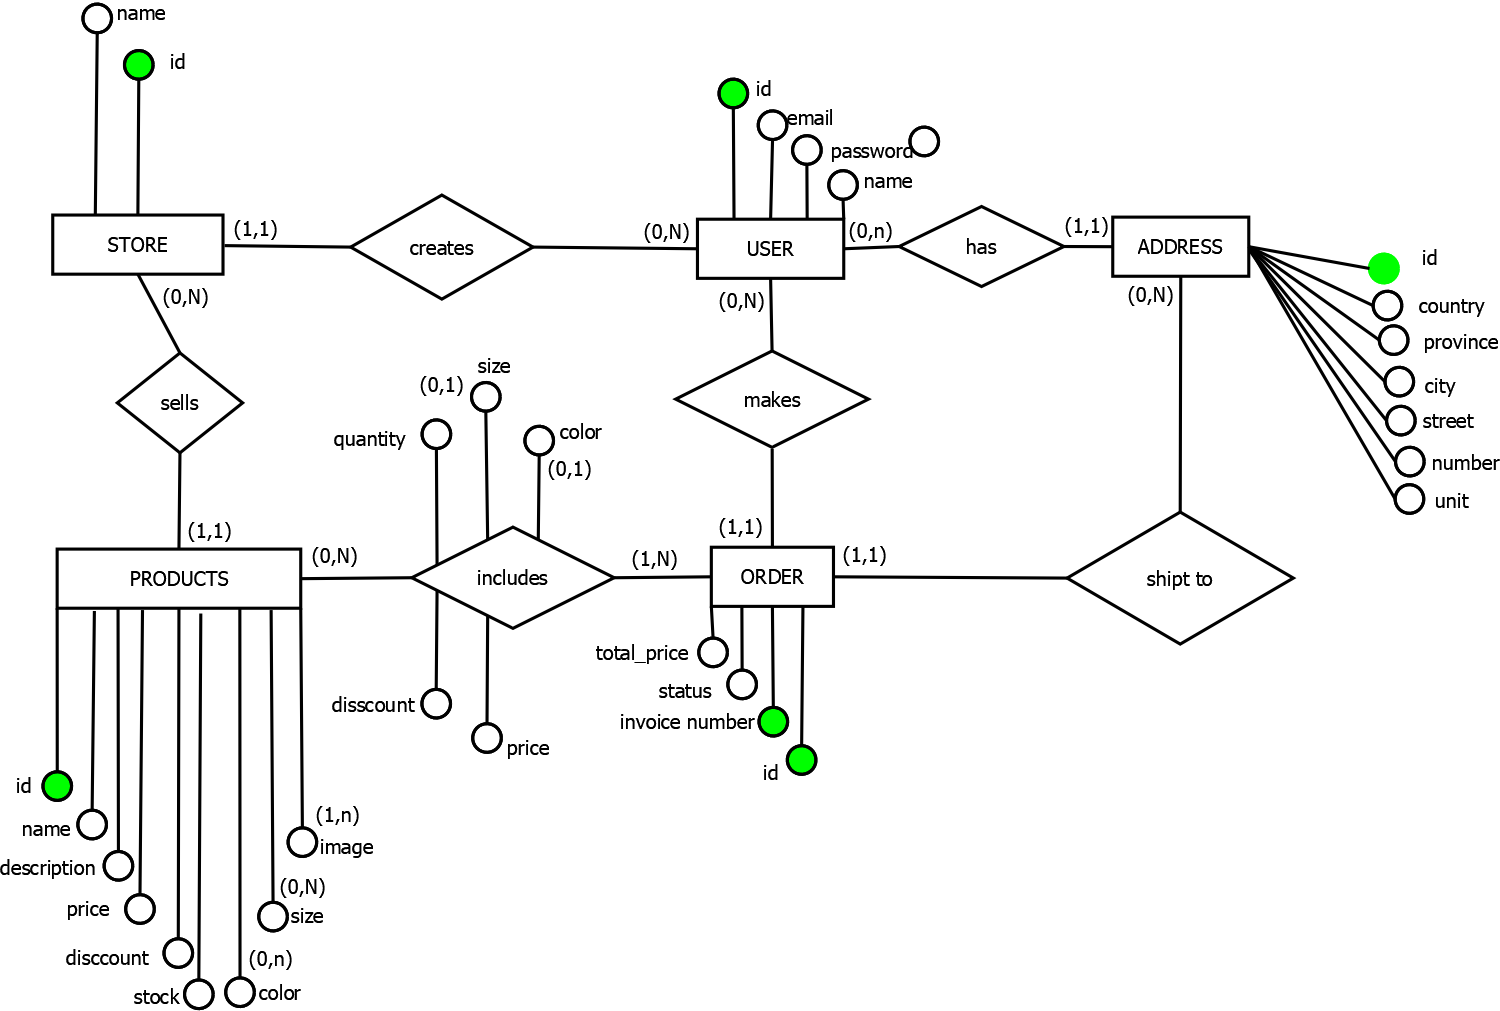 name
id
id
email
password
name
STORE
(1,1)
creates
(0,N)
USER
(0,n)
has
(1,1)
ADDRESS
id
country
province
city
street
number
unit
(0,N)
(0,N)
(0,N)
sells
makes
size
(0,1)
quantity
color
(0,1)
(1,1)
PRODUCTS
(0,N)
includes
(1,N)
(1,1)
ORDER
(1,1)
shipt to
total_price
status
invoice number
id
disscount
price
id
name
description
price
disccount
stock
(0,n)
color
(0,N)
size
(1,n)
image